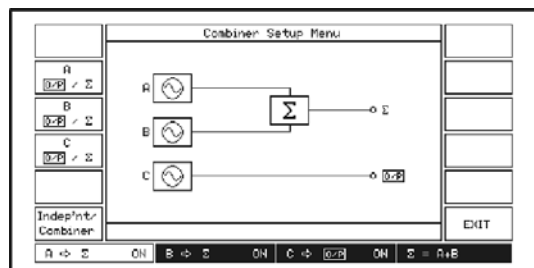 Combiner Setup Menu
A
O/P / Σ
B
O/P / Σ
C
O/P / Σ
Indep'nt/
Combiner
A
B
C
Σ
Σ
O/P
EXIT
A ⇨ Σ ON B ⇨ Σ ON C ⇨ O/P ON Σ = A+B